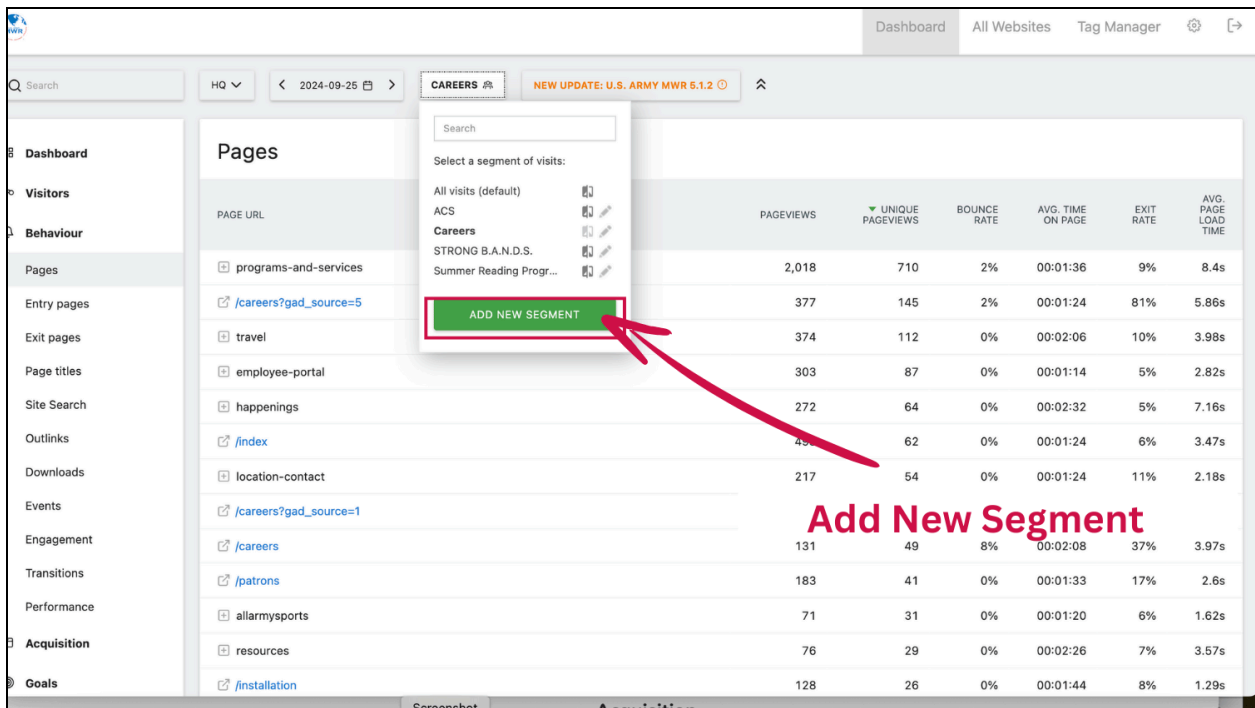 MWR
Dashboard All Websites Tag Manager
Search
HQ 2024-09-25 CAREERS NEW UPDATE: U.S. ARMY MWR 5.1.2
Search
Select a segment of visits:
All visits (default)
ACS
Careers
STRONG B.A.N.D.S.
Summer Reading Progr...
ADD NEW SEGMENT
Dashboard
Visitors
Behaviour
Pages
Entry pages
Exit pages
Page titles
Site Search
Outlinks
Downloads
Events
Engagement
Transitions
Performance
Acquisition
Goals
Pages
PAGE URL PAGEVIEWS UNIQUE PAGEVIEWS BOUNCE RATE AVG. TIME ON PAGE EXIT RATE AVG. PAGE LOAD TIME
programs-and-services 2,018 710 2% 00:01:36 9% 8.4s
/careers?gad_source=5 377 145 2% 00:01:24 81% 5.86s
travel 374 112 0% 00:02:06 10% 3.98s
employee-portal 303 87 0% 00:01:14 5% 2.82s
happenings 272 64 0% 00:02:32 5% 7.16s
/index 62 0% 00:01:24 6% 3.47s
location-contact 217 54 0% 00:01:24 11% 2.18s
/careers?gad_source=1
Add New Segment
/careers 131 49 8% 00:02:08 37% 3.97s
/patrons 183 41 0% 00:01:33 17% 2.6s
allarmysports 71 31 0% 00:01:20 6% 1.62s
resources 76 29 0% 00:02:26 7% 3.57s
/installation 128 26 0% 00:01:44 8% 1.29s